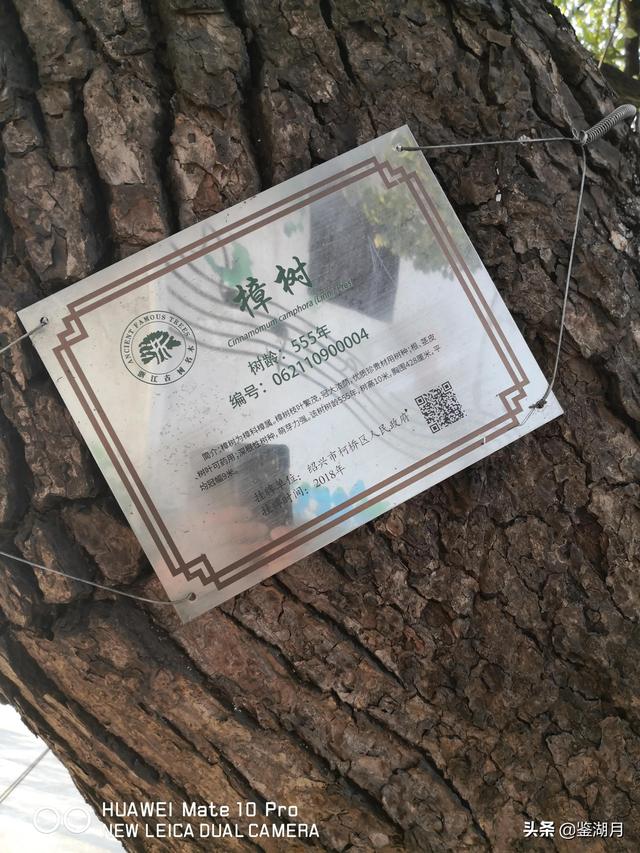 ANCIENT FAMOUS TREES
浙江古树名木
樟树
Cinnamomum camphora (Linn.) Presl
树龄：555年
编号：062110900004
简介：樟树为樟科樟属，樟树枝叶繁茂，冠大浓荫，优质珍贵材用树种；根、茎皮
、树叶可药用；深根性树种，萌芽力强。该树树龄555年，树高10米，胸围428厘米，平
均冠幅9米。
挂牌单位：绍兴市柯桥区人民政府
挂牌时间：2018年
HUAWEI Mate 10 Pro
NEW LEICA DUAL CAMERA
头条 @鉴湖月